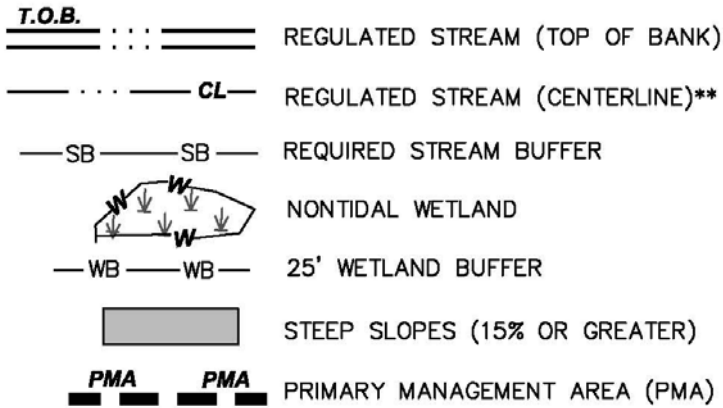 T.O.B.
REGULATED STREAM (TOP OF BANK)
CL
REGULATED STREAM (CENTERLINE)**
SB SB
REQUIRED STREAM BUFFER
W W W
NONTIDAL WETLAND
WB WB
25' WETLAND BUFFER
STEEP SLOPES (15% OR GREATER)
PMA PMA
PRIMARY MANAGEMENT AREA (PMA)